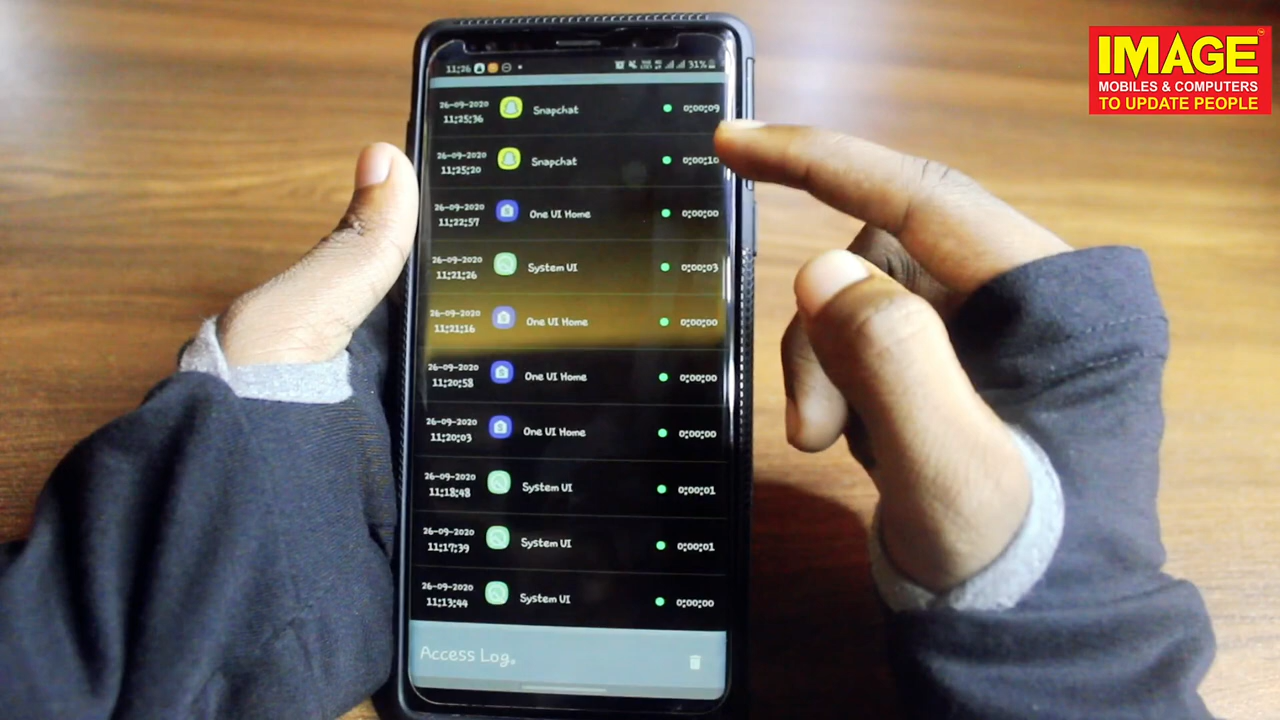 IMAGE
MOBILES & COMPUTERS
TO UPDATE PEOPLE
11:26 31%
26-09-2020
11:25:36 Snapchat 0:00:09
26-09-2020
11:25:20 Snapchat 0:00:10
26-09-2020
11:22:57 One UI Home 0:00:00
26-09-2020
11:21:26 System UI 0:00:03
26-09-2020
11:21:16 One UI Home 0:00:00
26-09-2020
11:20:58 One UI Home 0:00:00
26-09-2020
11:20:03 One UI Home 0:00:00
26-09-2020
11:18:48 System UI 0:00:01
26-09-2020
11:17:39 System UI 0:00:01
26-09-2020
11:13:44 System UI 0:00:00
Access Log.